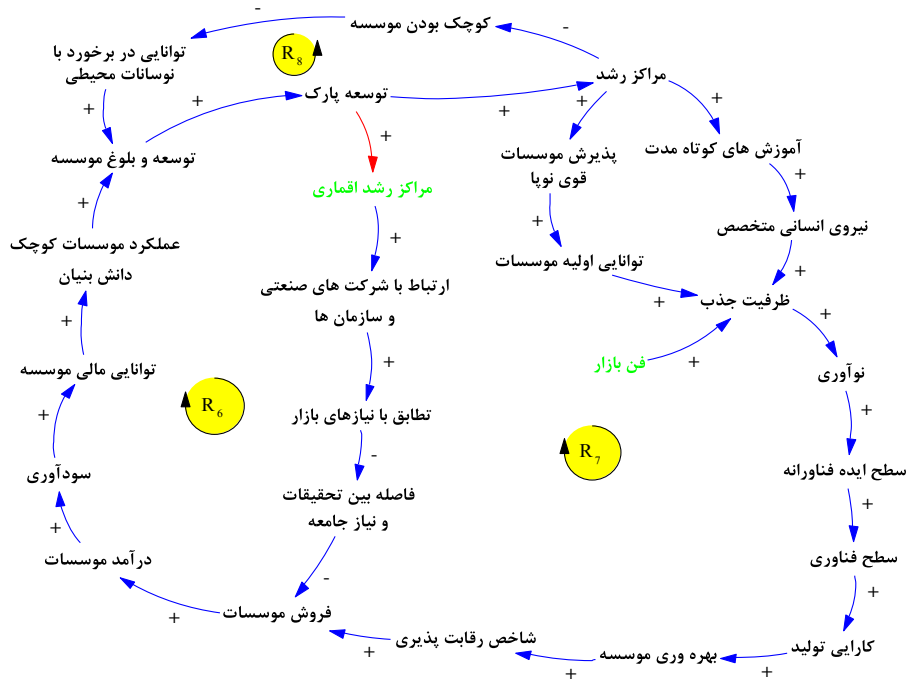 کوچک بودن موسسه
-
-
توانایی در برخورد با
نوسانات محیطی
R8
مراکز رشد
+
+
توسعه پارک
+
+
+
+
+
توسعه و بلوغ موسسه
پذیرش موسسات
قوی نوپا
آموزش های کوتاه مدت
+
مراکز رشد اقماری
+
+
+
نیروی انسانی متخصص
عملکرد موسسات کوچک
دانش بنیان
+
توانایی اولیه موسسات
+
ارتباط با شرکت های صنعتی
و سازمان ها
+
ظرفیت جذب
+
+
+
+
فن بازار
نوآوری
توانایی مالی موسسه
R6
+
+
تطابق با نیازهای بازار
R7
-
سطح ایده فناورانه
سودآوری
فاصله بین تحقیقات
و نیاز جامعه
+
+
سطح فناوری
درآمد موسسات
-
+
فروش موسسات
+
شاخص رقابت پذیری
+
کارایی تولید
بهره وری موسسه
+
+